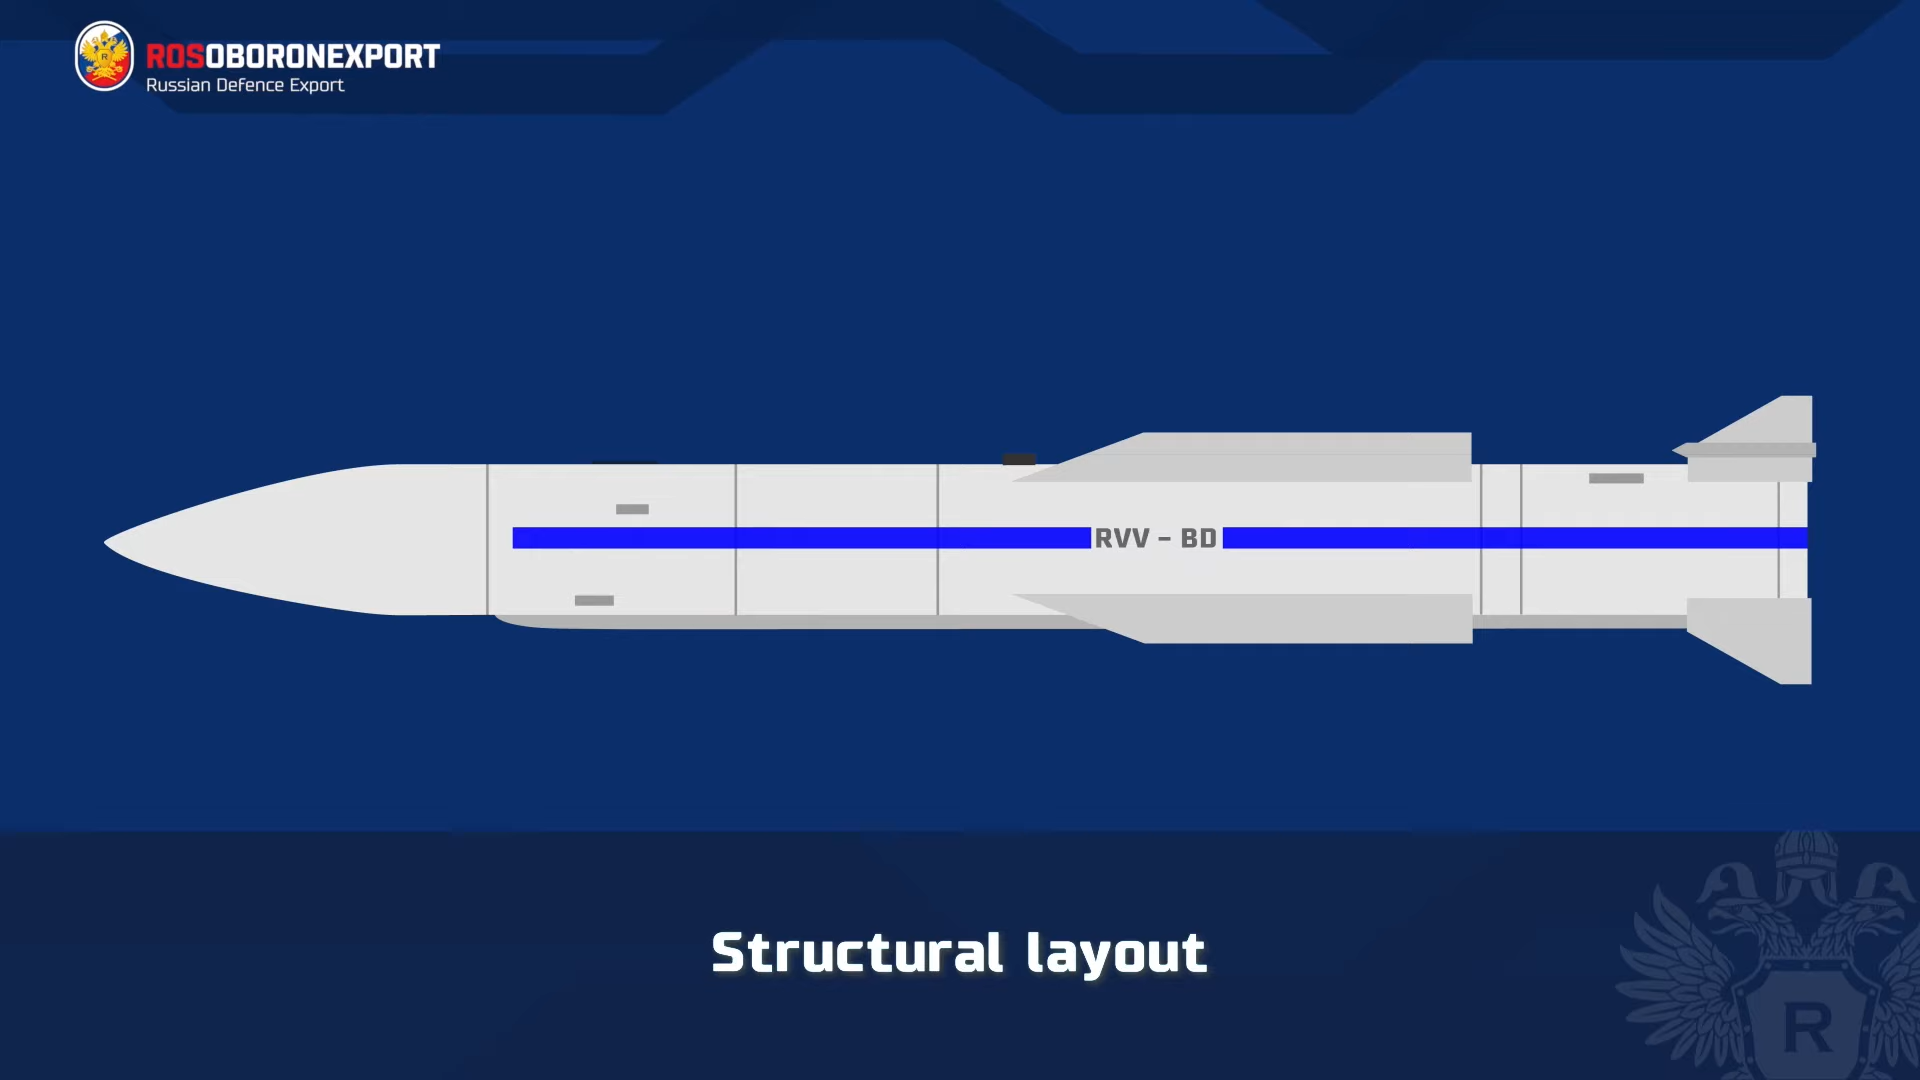 ROSOBORONEXPORT
Russian Defence Export
RVV - BD
Structural layout
R